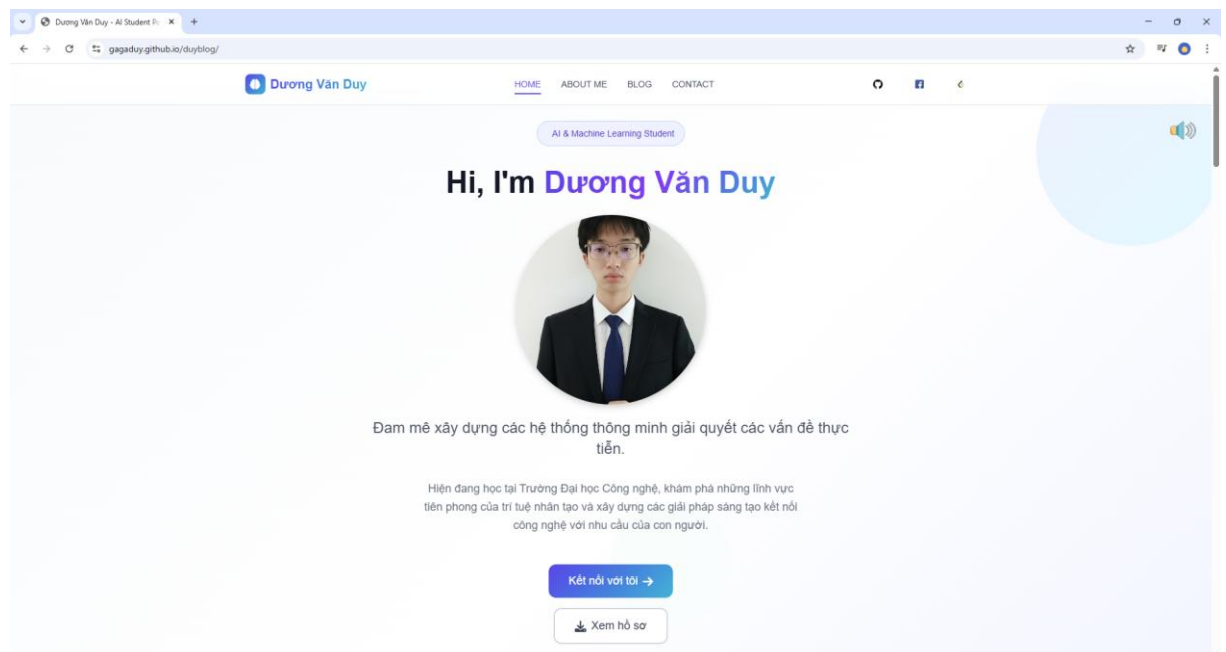 Dương Văn Duy - AI Student P
gagaduy.github.io/duyblog/
Dương Văn Duy
HOME ABOUT ME BLOG CONTACT
AI & Machine Learning Student
Hi, I'm Dương Văn Duy
Đam mê xây dựng các hệ thống thông minh giải quyết các vấn đề thực
tiễn.
Hiện đang học tại Trường Đại học Công nghệ, khám phá những lĩnh vực
tiên phong của trí tuệ nhân tạo và xây dựng các giải pháp sáng tạo kết nối
công nghệ với nhu cầu của con người.
Kết nối với tôi →
Xem hồ sơ